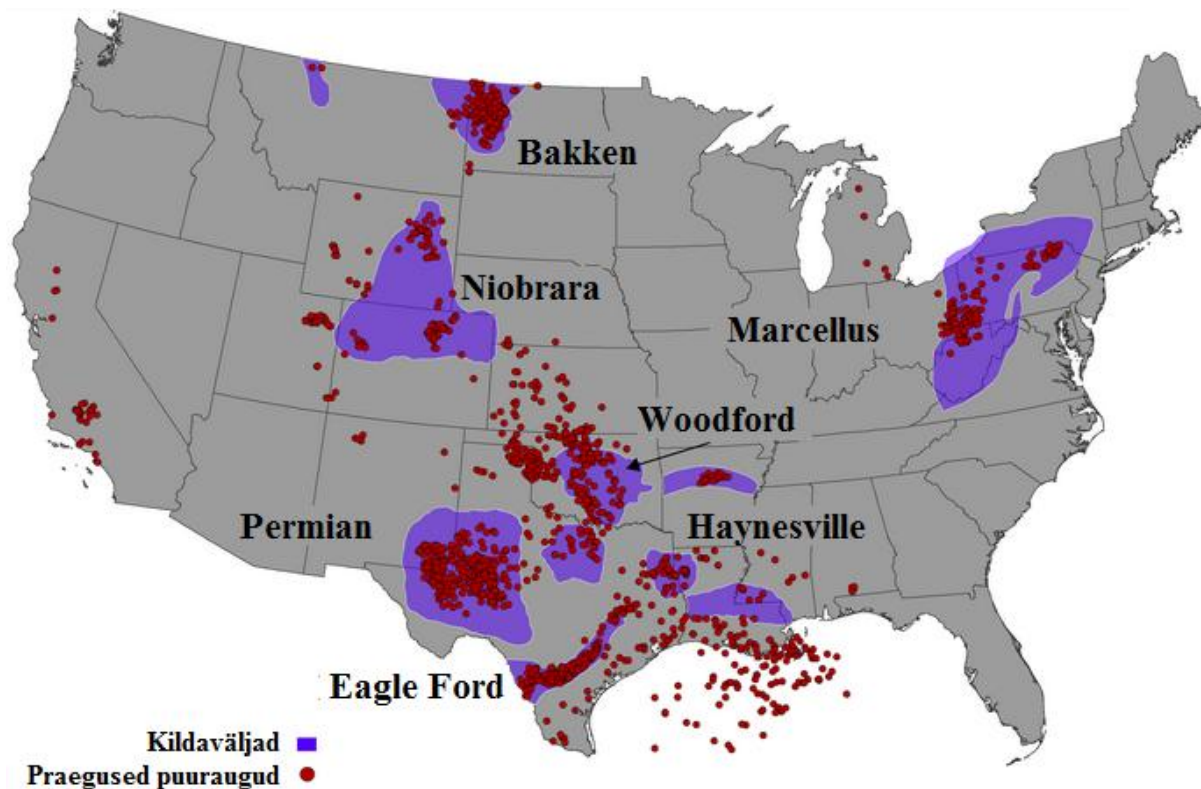 Bakken
Niobrara
Marcellus
Woodford
Permian
Haynesville
Eagle Ford
Kildaväljad
Praegused puuraugud